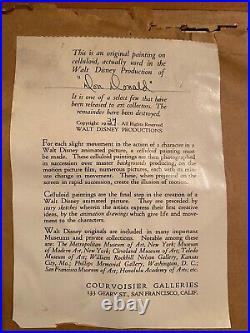 This is an original painting on
celluloid, actually used in the
Walt Disney Production of
"Don Donald"
It is one of a select few that have
been released to art collectors. The
remainder have been destroyed.
Copyright 1937 All Rights Reserved
WALT DISNEY PRODUCTIONS
For each slight movement in the action of a character in a
Walt Disney animated picture, a celluloid painting must
be made. These celluloid paintings are then photographed
in succession over master background paintings, on the
motion picture film, numerous pictures, each with its
change in movement. These, when projected on the
screen in rapid succession, create the illusion of motion.
Celluloid paintings are the final step in the creation of a
Walt Disney animated picture. They are preceded by
many sketches wherein the artists express their first creative
ideas, by the animation drawings which give life and move-
ment to the characters.
Walt Disney originals are included in many important
Museums and private collections. Notable among these
are: The Metropolitan Museum of Art, New York; Museum
of Modern Art, New York; Cleveland Museum of Art; Toledo
Museum of Art; William Rockhill Nelson Gallery, Kansas
City, Mo.; Phillips Memorial Gallery, Washington, D. C.;
San Francisco Museum of Art; Honolulu Academy of Arts; etc.
COURVOISIER GALLERIES
133 GEARY ST., SAN FRANCISCO, CALIF.